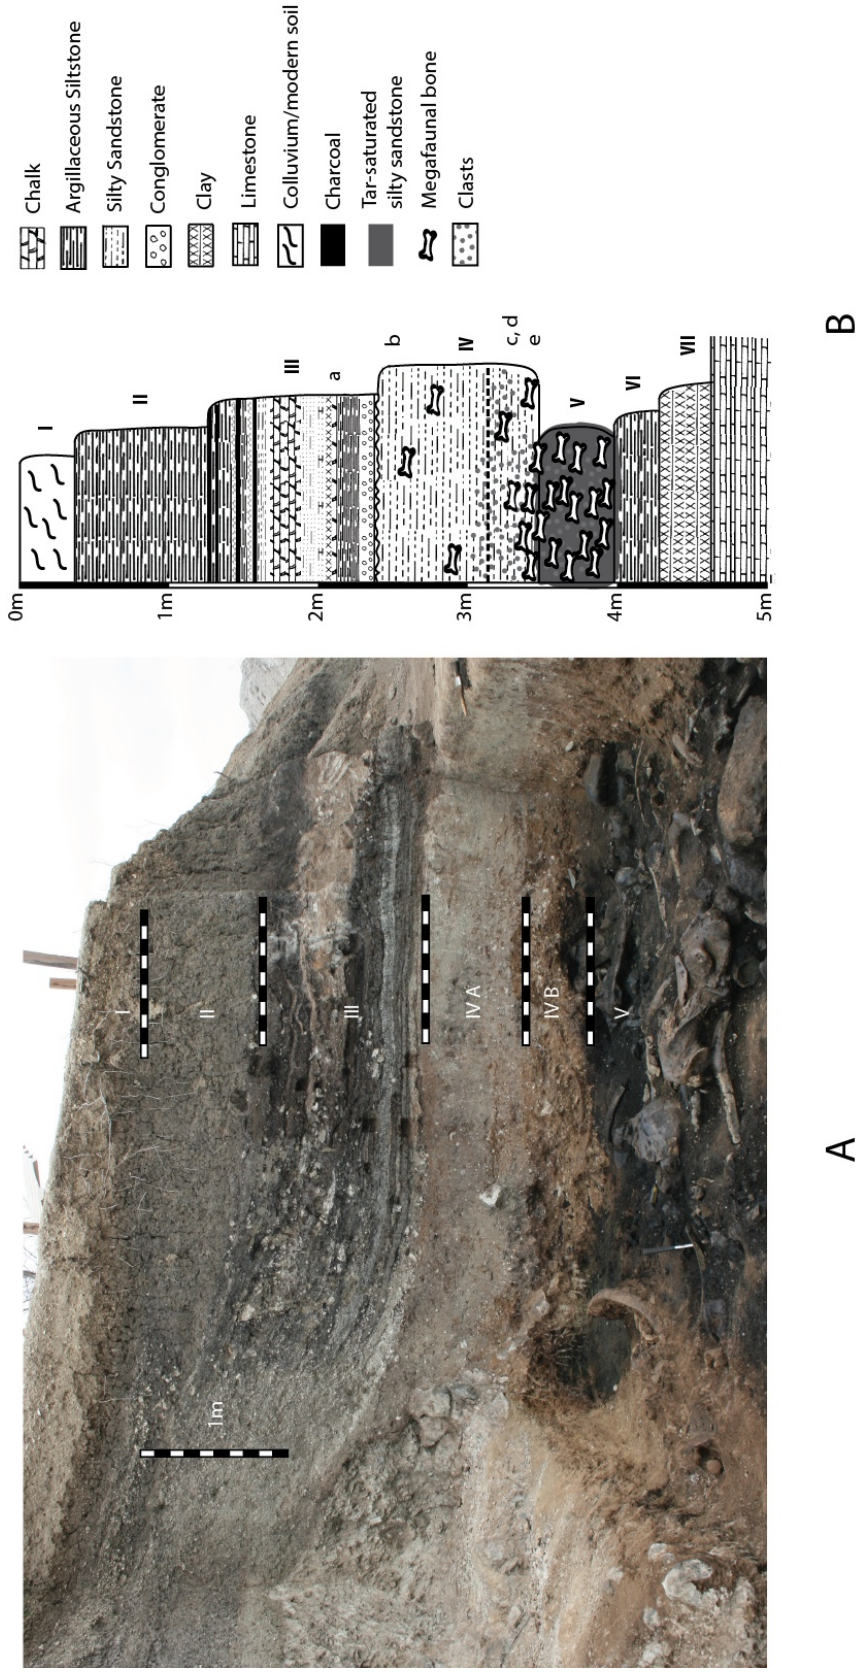 I
II
III
IV A
IV B
V
1m
A
0m
1m
2m
3m
4m
5m
I
II
III
a
b
IV
c, d
e
V
VI
VII
Chalk
Argillaceous Siltstone
Silty Sandstone
Conglomerate
Clay
Limestone
Colluvium/modern soil
Charcoal
Tar-saturated
silty sandstone
Megafaunal bone
Clasts
B